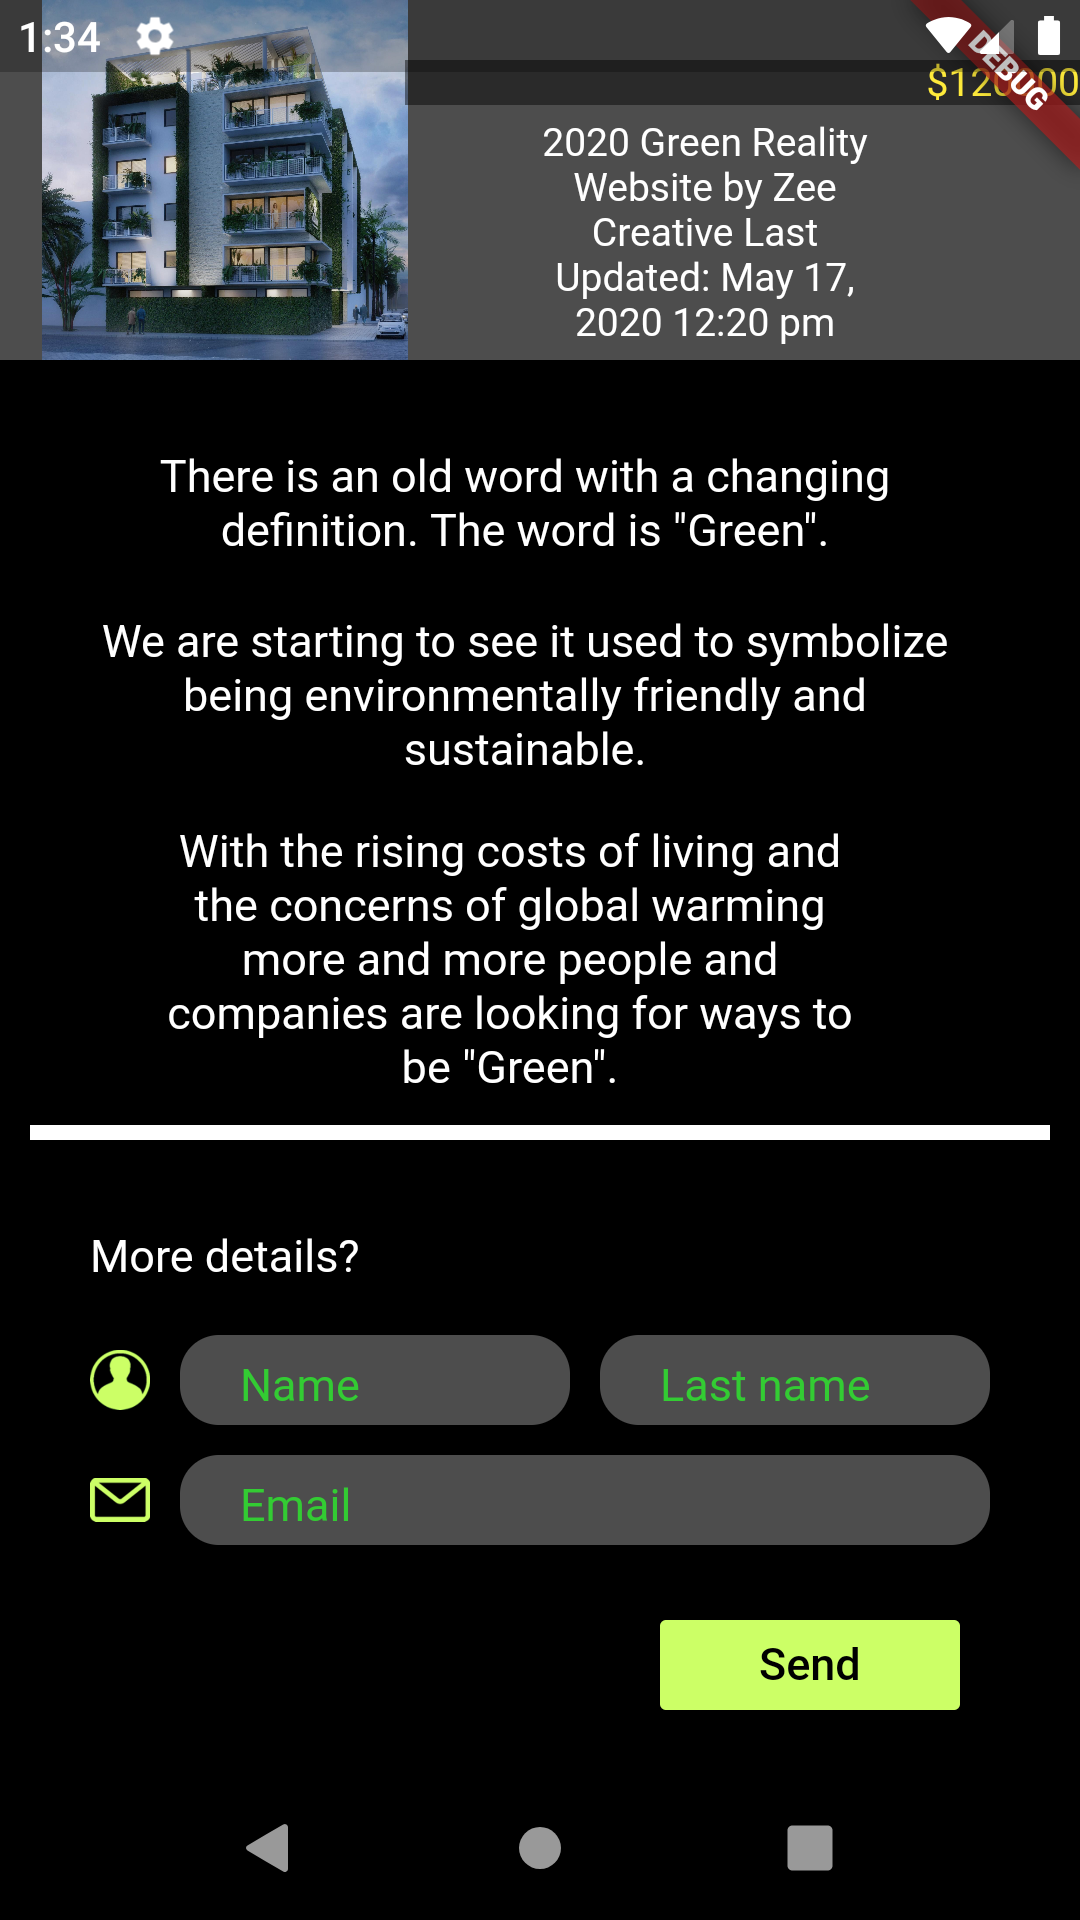 1:34
DEBUG
2020 Green Reality
Website by Zee
Creative Last
Updated: May 17,
2020 12:20 pm
There is an old word with a changing
definition. The word is "Green".
We are starting to see it used to symbolize
being environmentally friendly and
sustainable.
With the rising costs of living and
the concerns of global warming
more and more people and
companies are looking for ways to
be "Green".
More details?
Name
Last name
Email
Send